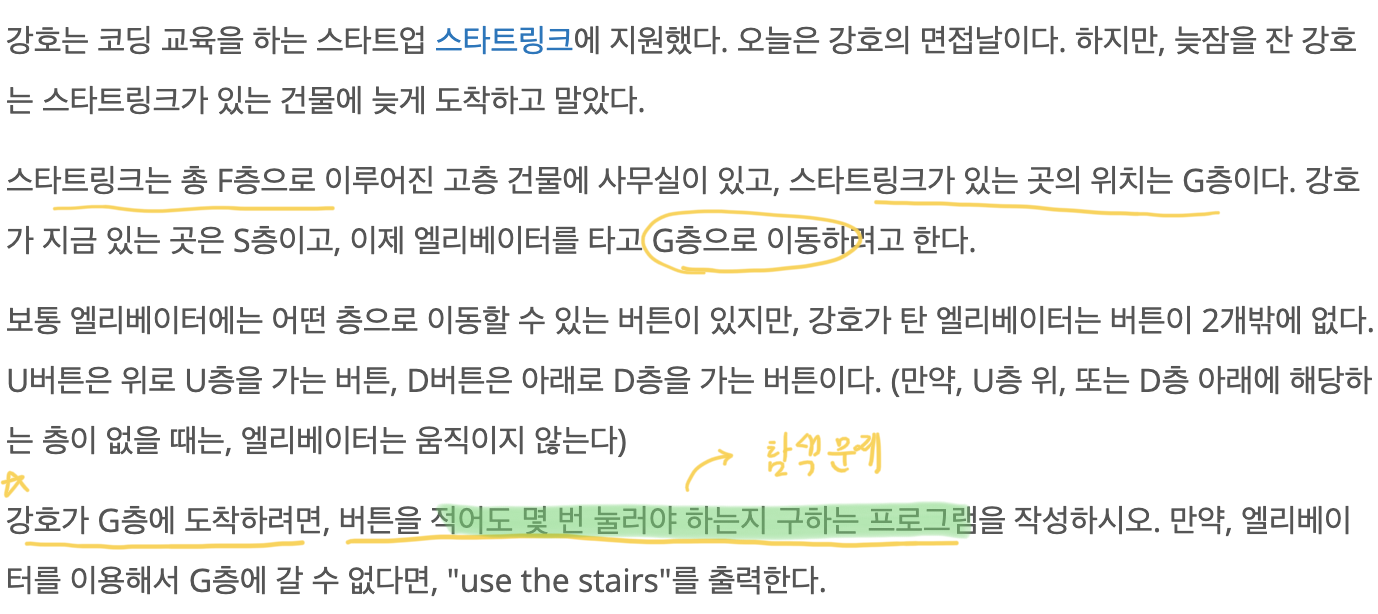 강호는 코딩 교육을 하는 스타트업 스타트링크에 지원했다. 오늘은 강호의 면접날이다. 하지만, 늦잠을 잔 강호
는 스타트링크가 있는 건물에 늦게 도착하고 말았다.
스타트링크는 총 F층으로 이루어진 고층 건물에 사무실이 있고, 스타트링크가 있는 곳의 위치는 G층이다. 강호
가 지금 있는 곳은 S층이고, 이제 엘리베이터를 타고 G층으로 이동하려고 한다.
보통 엘리베이터에는 어떤 층으로 이동할 수 있는 버튼이 있지만, 강호가 탄 엘리베이터는 버튼이 2개밖에 없다.
U버튼은 위로 U층을 가는 버튼, D버튼은 아래로 D층을 가는 버튼이다. (만약, U층 위, 또는 D층 아래에 해당하
는 층이 없을 때는, 엘리베이터는 움직이지 않는다)
탐색 문제
강호가 G층에 도착하려면, 버튼을 적어도 몇 번 눌러야 하는지 구하는 프로그램을 작성하시오. 만약, 엘리베이
터를 이용해서 G층에 갈 수 없다면, "use the stairs"를 출력한다.